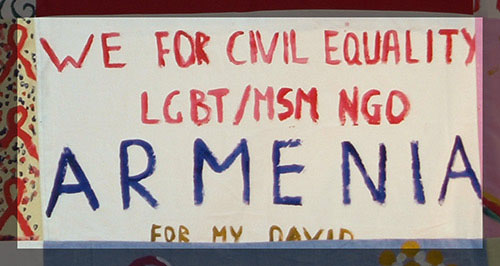 WE FOR CIVIL EQUALITY
LGBT/MSM NGO
ARMENIA
FOR MY DAVID